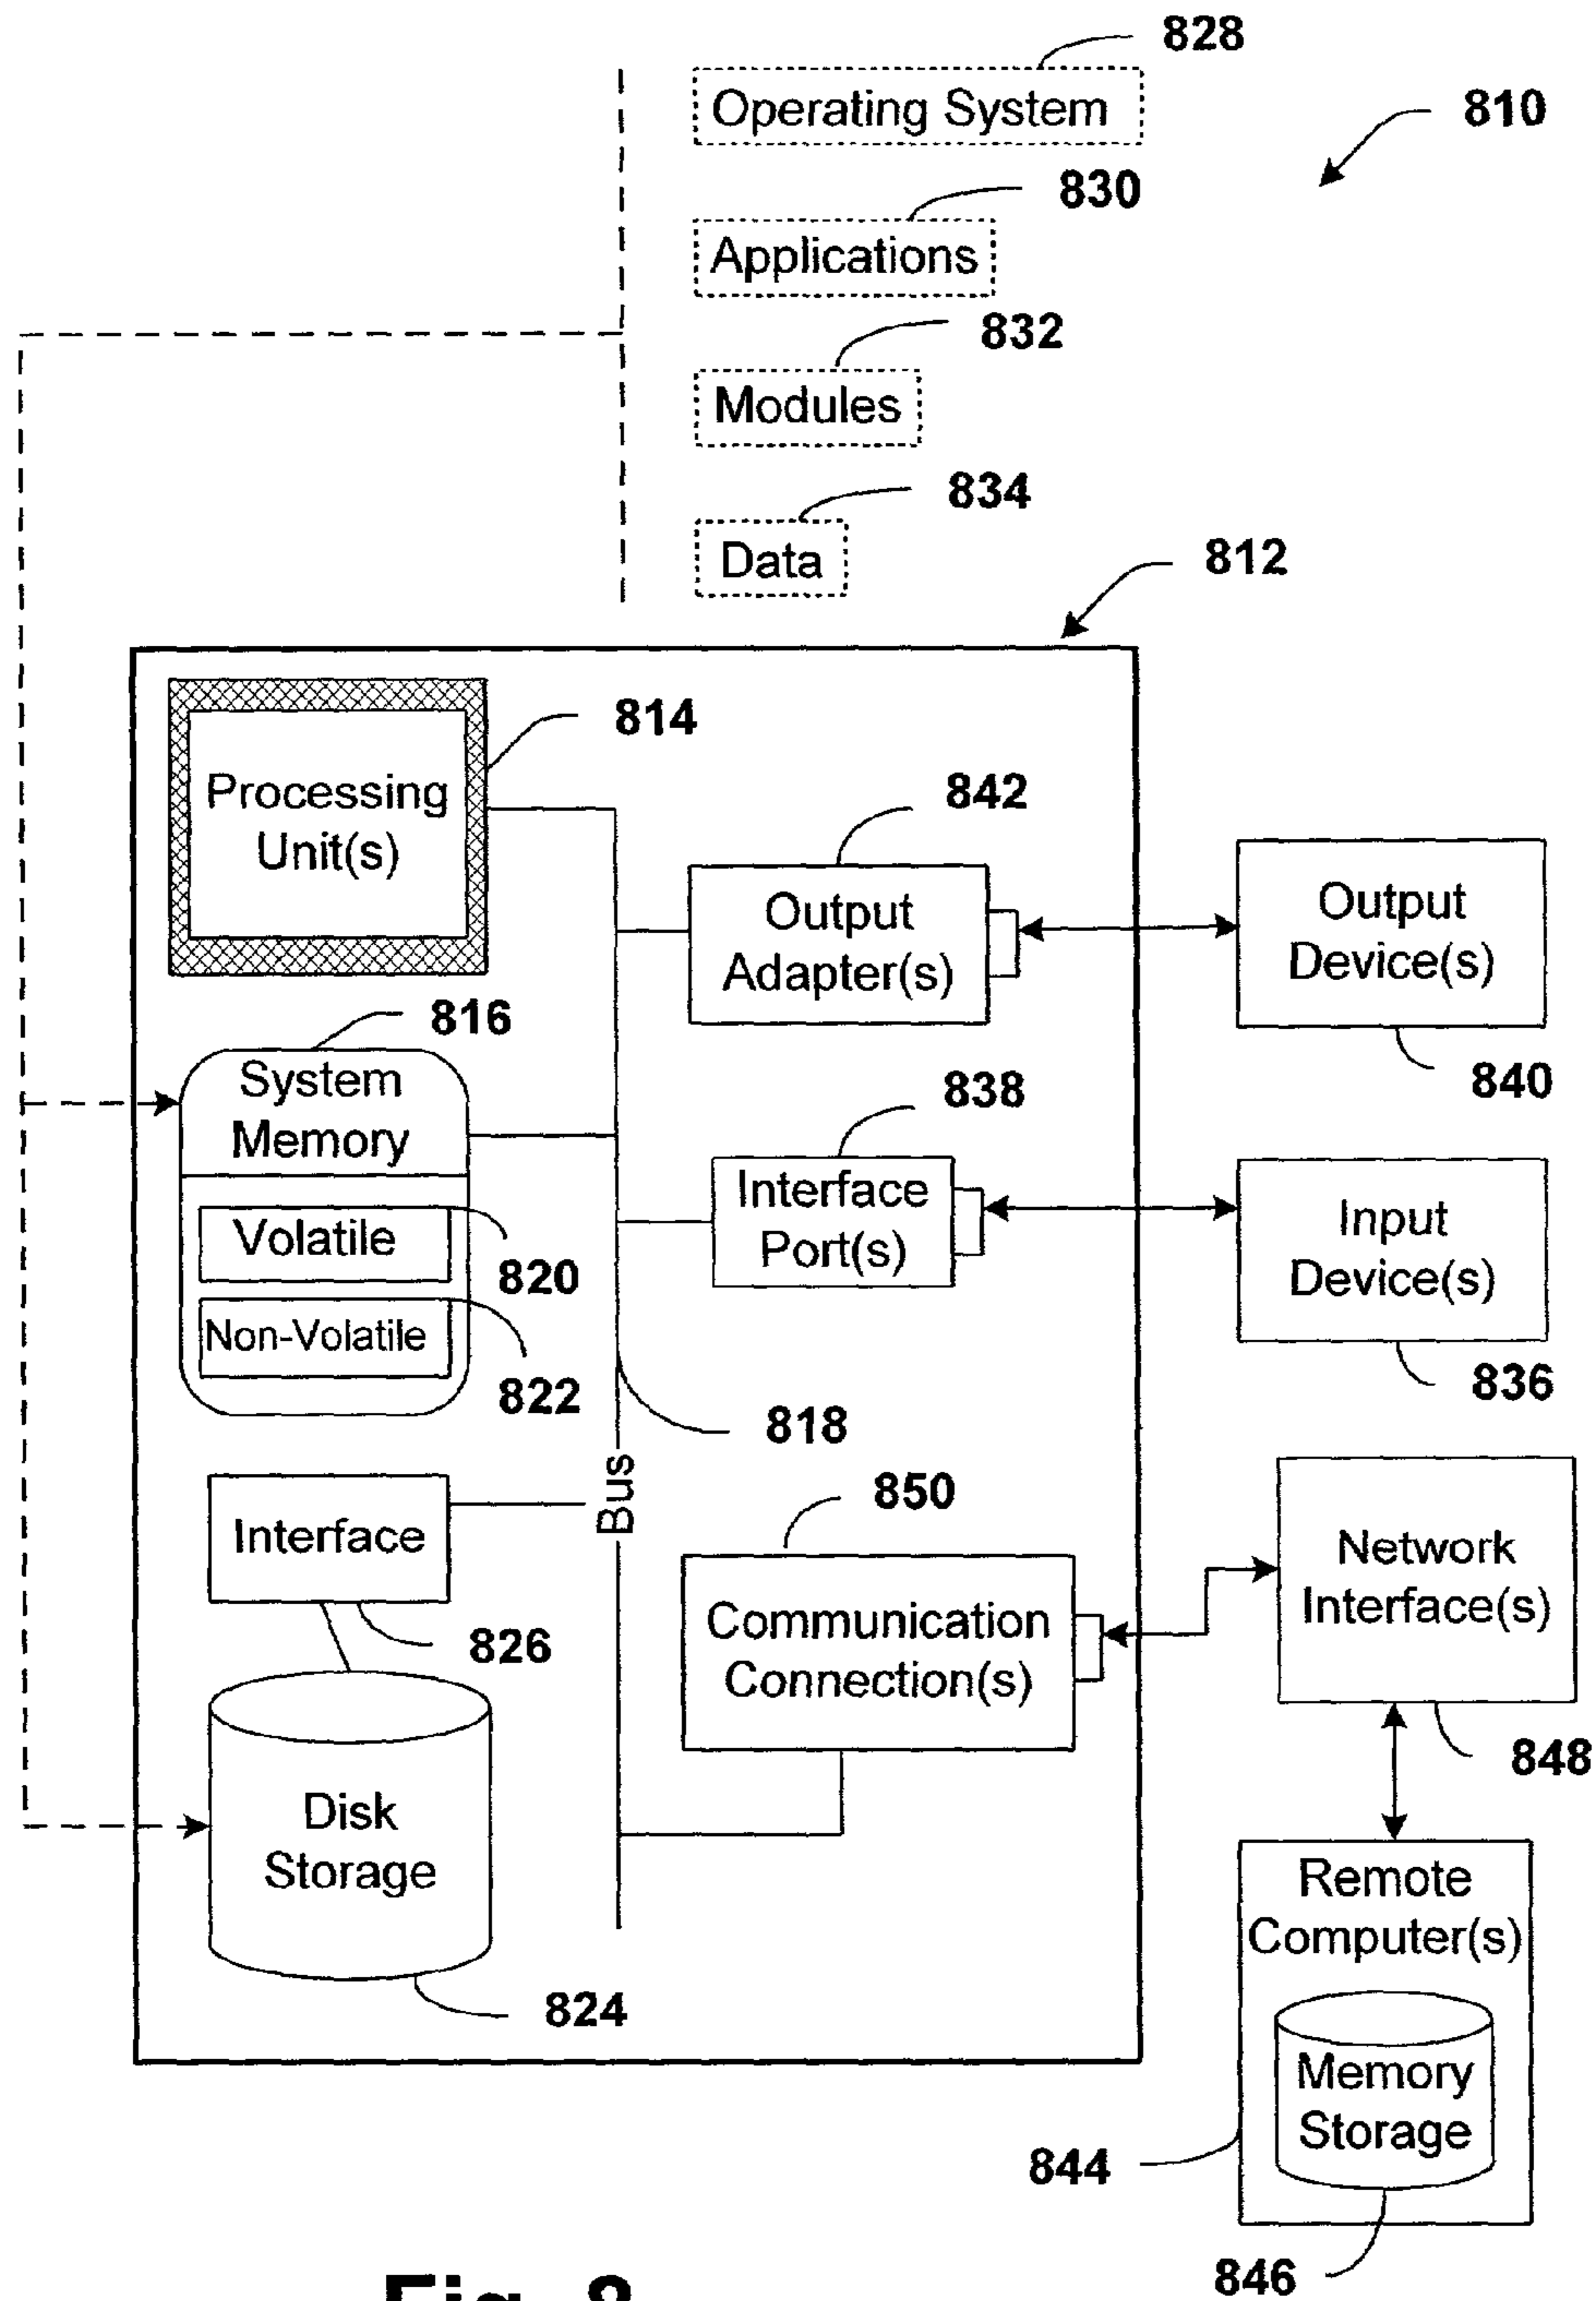 828
Operating System
810
830
Applications
832
Modules
834
Data
812
814
Processing
Unit(s)
842
Output
Adapter(s)
Output
Device(s)
840
816
System
Memory
838
Interface
Port(s)
Input
Device(s)
836
Volatile
820
Non-Volatile
822
818
Bus
850
Interface
826
Communication
Connection(s)
Network
Interface(s)
848
Disk
Storage
824
Remote
Computer(s)
Memory
Storage
844
846
Fig. 8